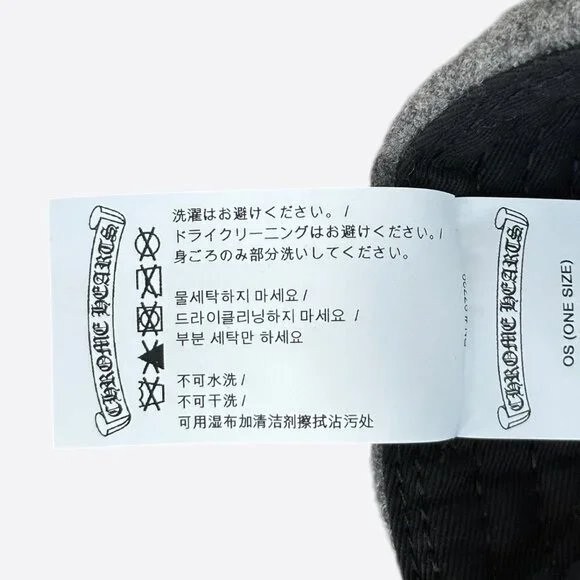 CHROME HEARTS
洗濯はお避けください。/
ドライクリーニングはお避けください。/
身ごろのみ部分洗いしてください。
물세탁하지 마세요 /
드라이클리닝하지 마세요 /
부분 세탁만 하세요
不可水洗 /
不可干洗 /
可用湿布加清洁剂擦拭沾污处
CHROME HEARTS
OS (ONE SIZE)